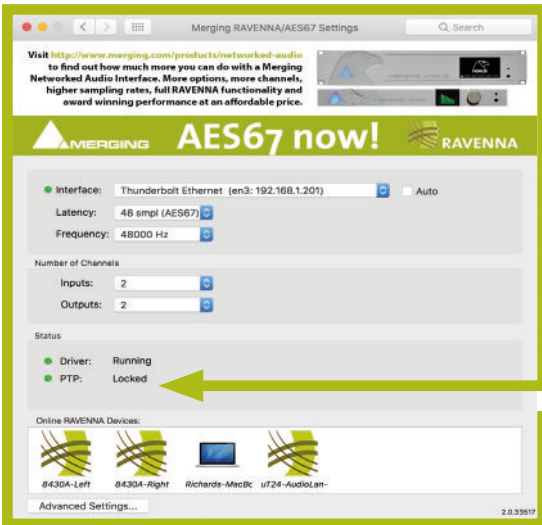 Merging RAVENNA/AES67 Settings
Search
Visit http://www.merging.com/products/networked-audio
to find out how much more you can do with a Merging
Networked Audio Interface. More options, more channels,
higher sampling rates, full RAVENNA functionality and
award winning performance at an affordable price.
MERGING
AES67 now!
RAVENNA
Interface: Thunderbolt Ethernet (en3: 192.168.1.201) Auto
Latency: 48 smpl (AES67)
Frequency: 48000 Hz
Number of Channels
Inputs: 2
Outputs: 2
Status
Driver: Running
PTP: Locked
Online RAVENNA Devices:
8430A-Left 8430A-Right Richards-MacBc u724-AudioLan-
Advanced Settings...
2.0.33517